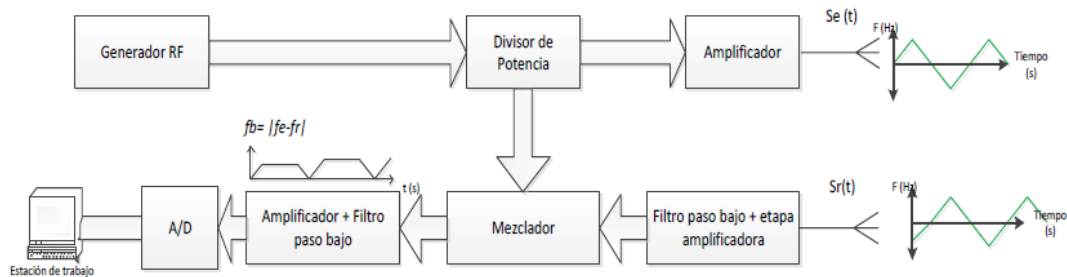 Generador RF
Divisor de
Potencia
Amplificador
Se (t)
F (Hz)
Tiempo
(s)
fb= |fe-fr|
t (s)
Estación de trabajo
A/D
Amplificador + Filtro
paso bajo
Mezclador
Filtro paso bajo + etapa
amplificadora
Sr(t)
F (Hz)
Tiempo
(s)